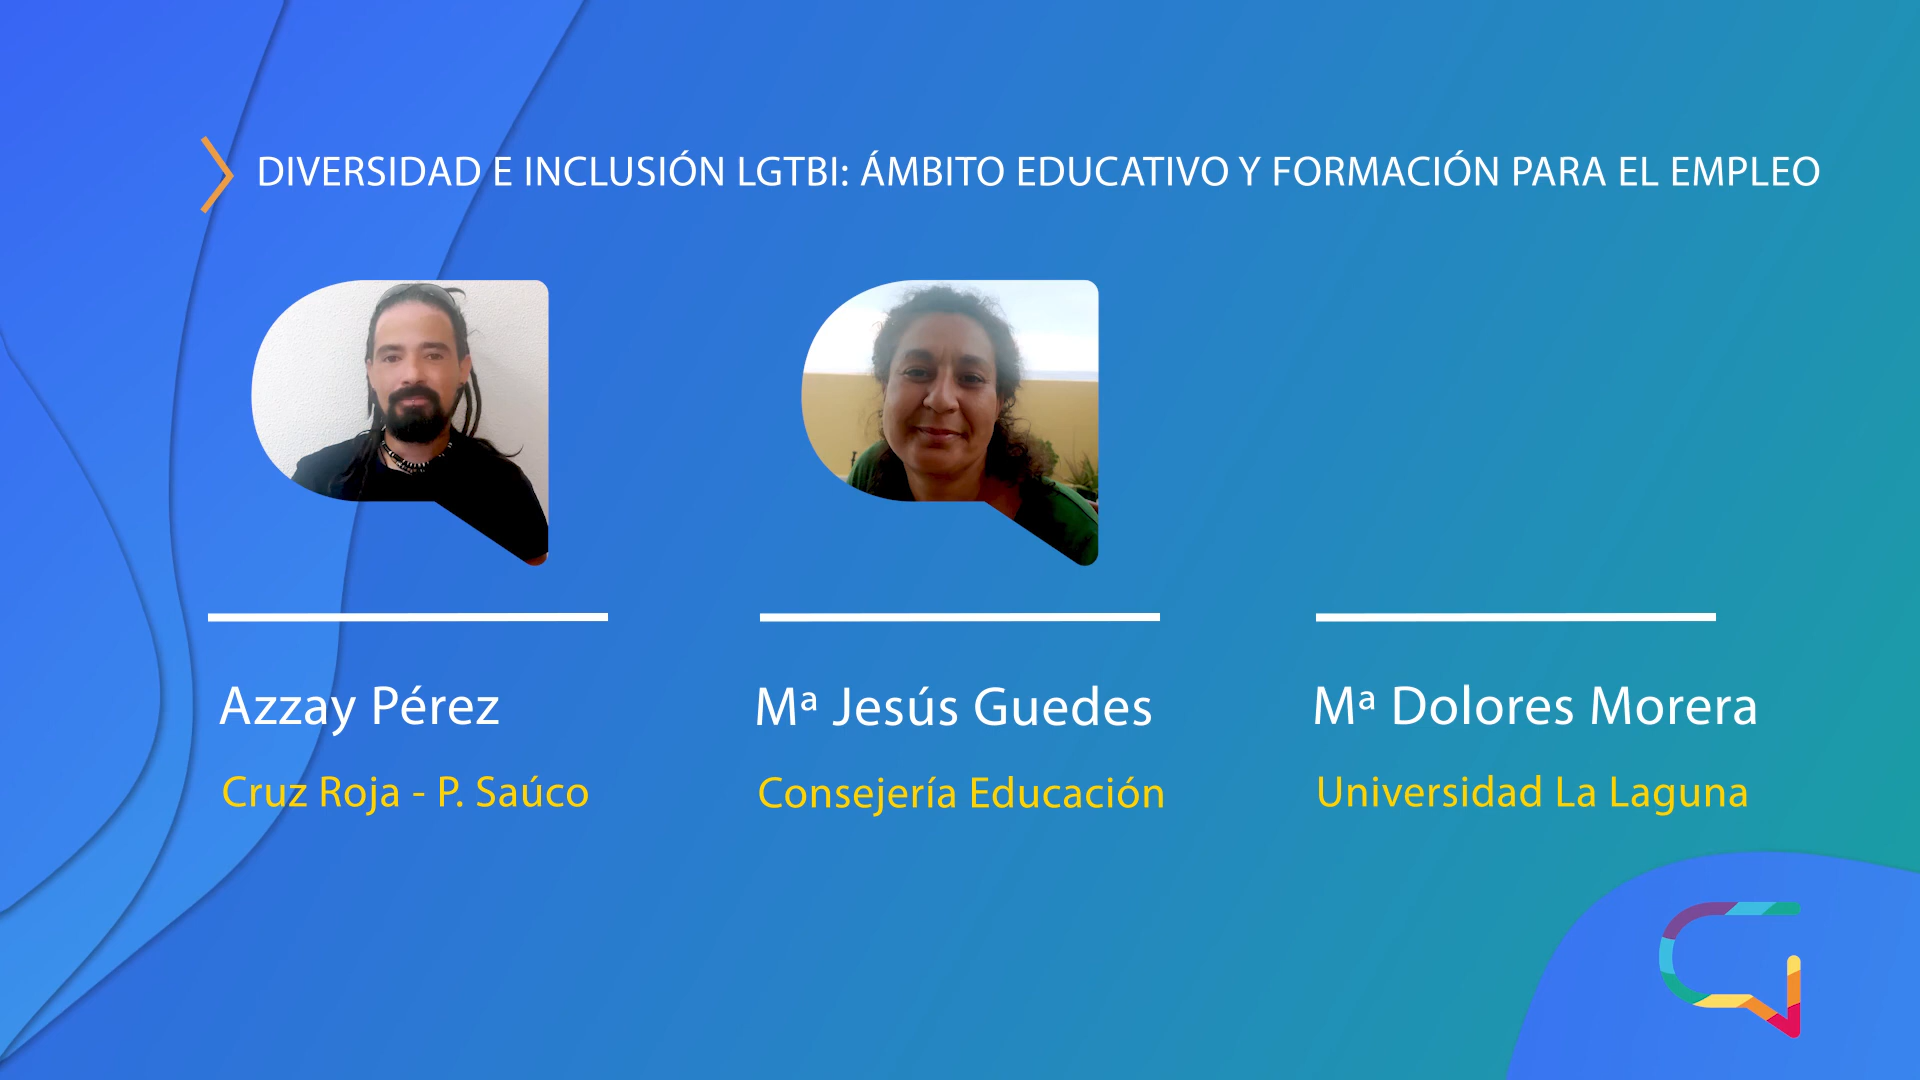 DIVERSIDAD E INCLUSIÓN LGTBI: ÁMBITO EDUCATIVO Y FORMACIÓN PARA EL EMPLEO
Azzay Pérez
Cruz Roja - P. Saúco
Mª Jesús Guedes
Consejería Educación
Mª Dolores Morera
Universidad La Laguna